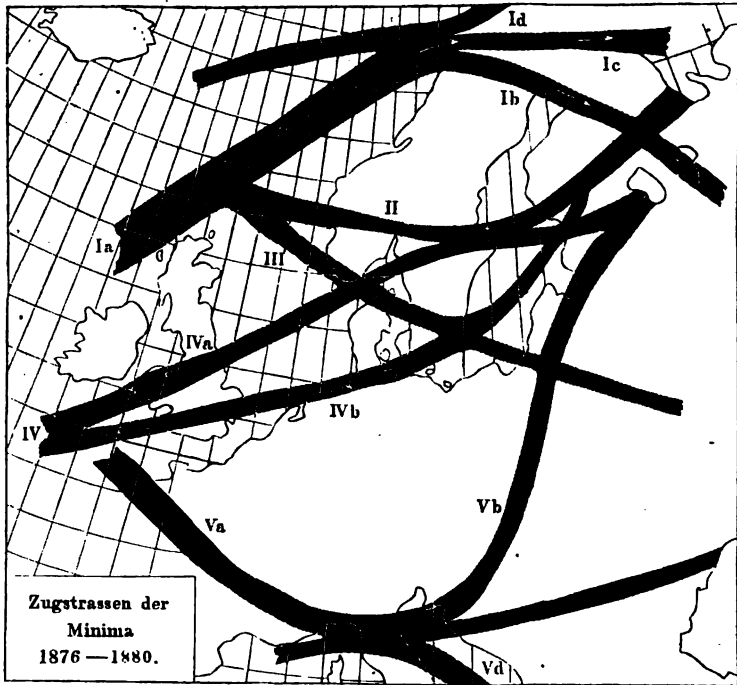 Id
Ic
Ib
Ia
II
III
IVa
IV
IVb
Va
Vb
Vd
Zugstrassen der
Minima
1876—1880.